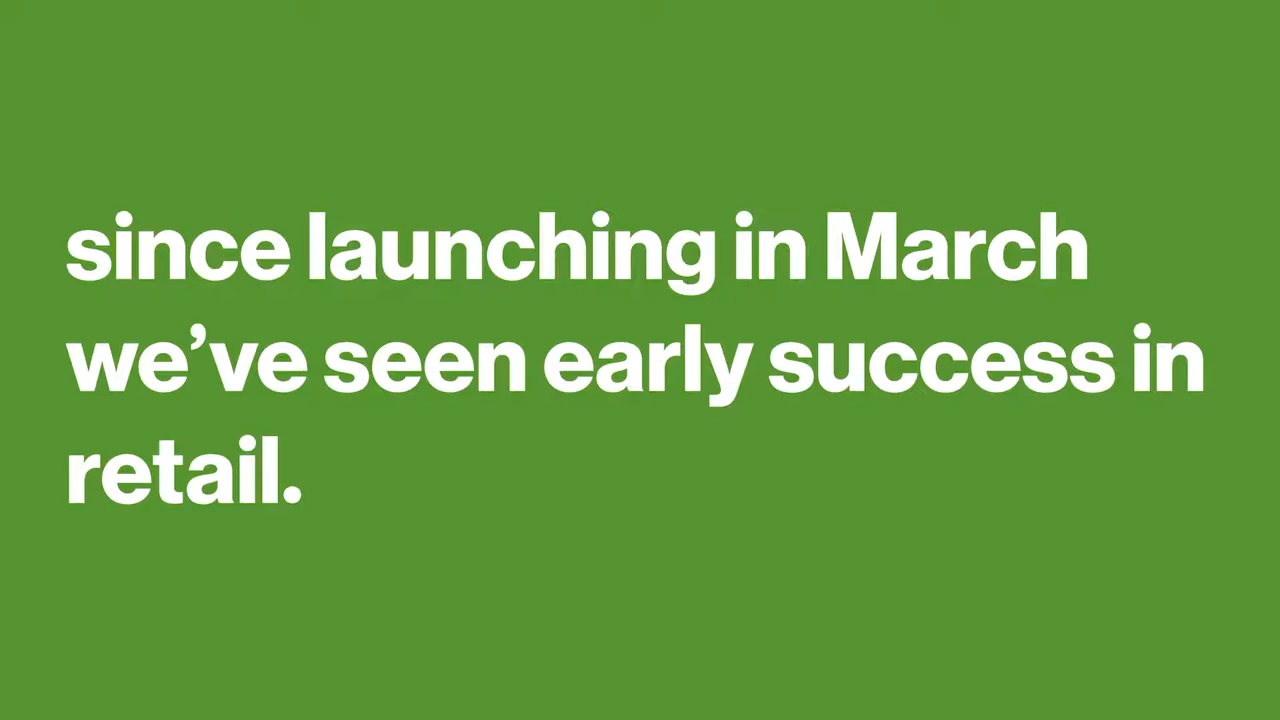 since launching in March
we’ve seen early success in
retail.